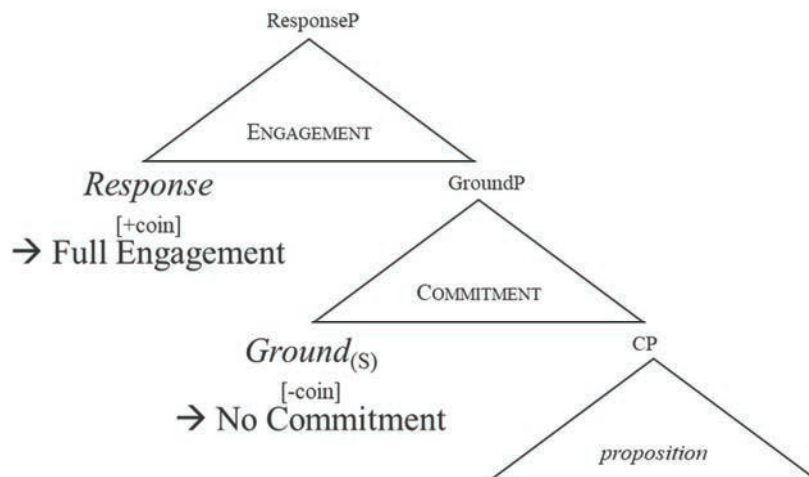 ResponseP
ENGAGEMENT
Response
GroundP
[+coin]
→ Full Engagement
COMMITMENT
Ground(S)
CP
[-coin]
→ No Commitment
proposition